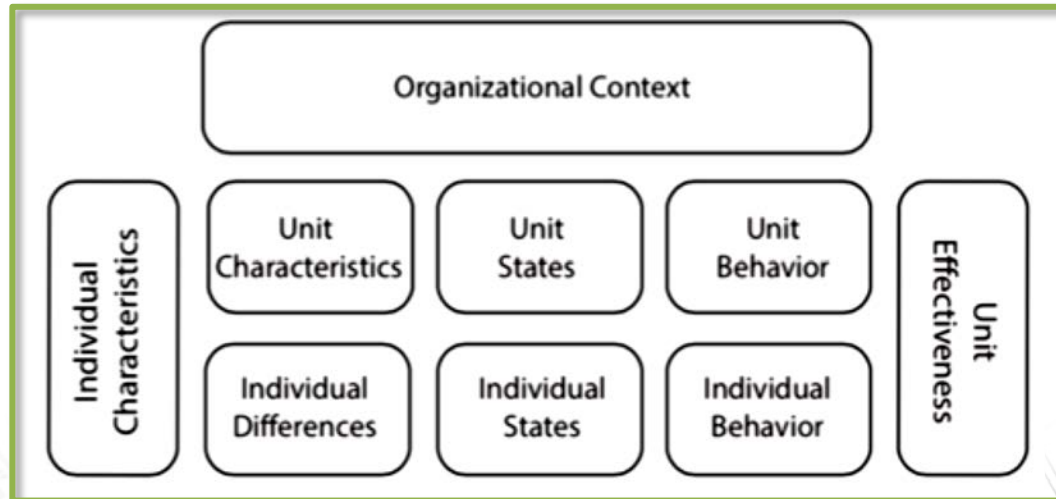 Organizational Context
Individual
Characteristics
Unit
Characteristics
Unit
States
Unit
Behavior
Unit
Effectiveness
Individual
Differences
Individual
States
Individual
Behavior